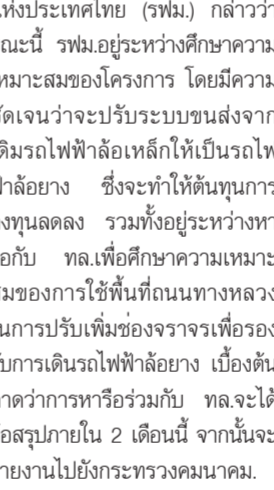 ห่งประเทศไทย (รฟม.) กล่าวว่า
ณะนี้ รฟม.อยู่ระหว่างศึกษาความ
หมาะสมของโครงการ โดยมีความ
ัดเจนว่าจะปรับระบบขนส่งจาก
ดิมรถไฟฟ้าล้อเหล็กให้เป็นรถไฟ
ฟ้าล้อยาง ซึ่งจะทำให้ต้นทุนการ
งทุนลดลง รวมทั้งอยู่ระหว่างหา
อกับ ทล.เพื่อศึกษาความเหมาะ
สมของการใช้พื้นที่ถนนทางหลวง
นการปรับเพิ่มช่องจราจรเพื่อรอง
ับการเดินรถไฟฟ้าล้อยาง เบื้องต้น
าดว่าการหารือร่วมกับ ทล.จะได้
้อสรุปภายใน 2 เดือนนี้ จากนั้นจะ
ายงานไปยังกระทรวงคมนาคม.